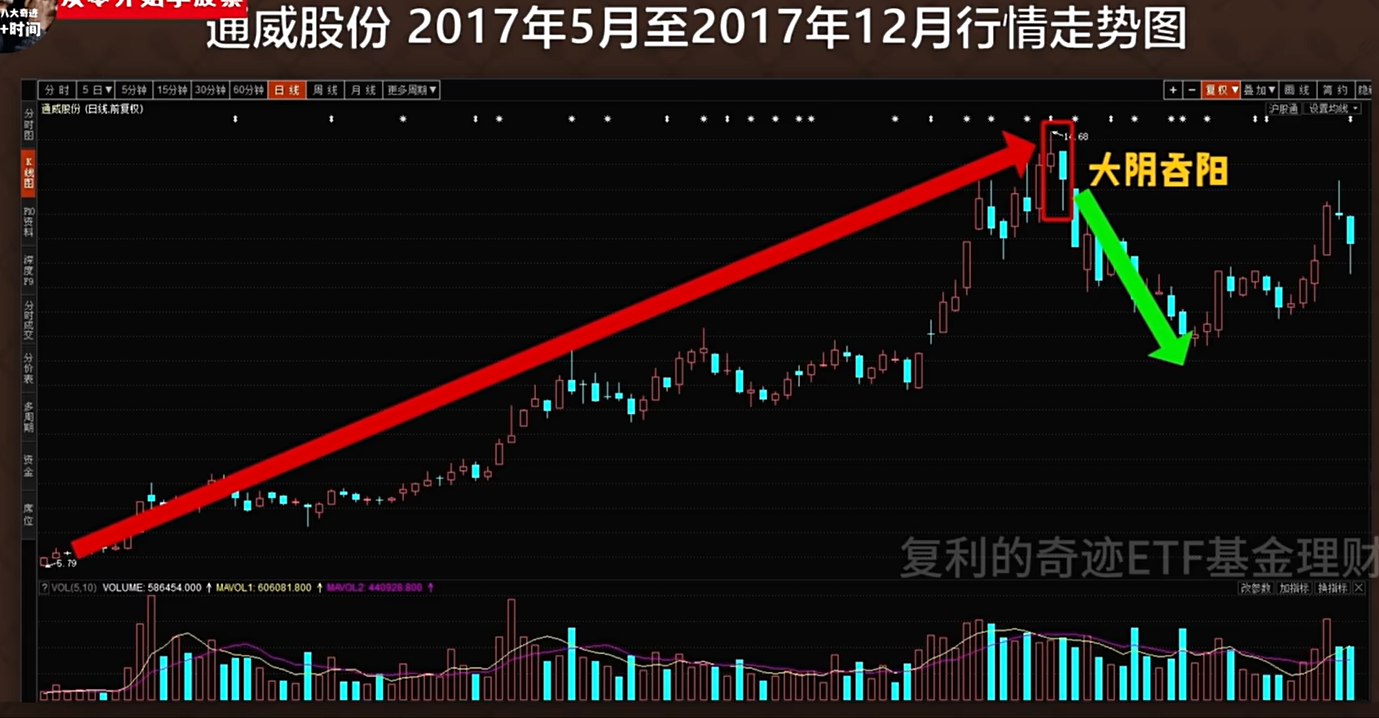 八大奇迹
+时间
从零开始学股票
通威股份 2017年5月至2017年12月行情走势图
分时 5日▼ 5分钟 15分钟 30分钟 60分钟 日线 周线 月线 更多周期▼
+ − 复权▼ 叠加▼ 画线 简约 隐
通威股份 (日线,前复权)
沪股通 设置均线
分时图
K线图
F10资料
深度F9
分时成交
分价表
多周期
资金
席位
14.68
大阴吞阳
5.79
复利的奇迹ETF基金理财
? VOL(5,10) VOLUME: 586454.000 ↑ MAVOL1: 606081.800 ↑ MAVOL2: 440928.800 ↑
改参数 加指标 换指标 ×